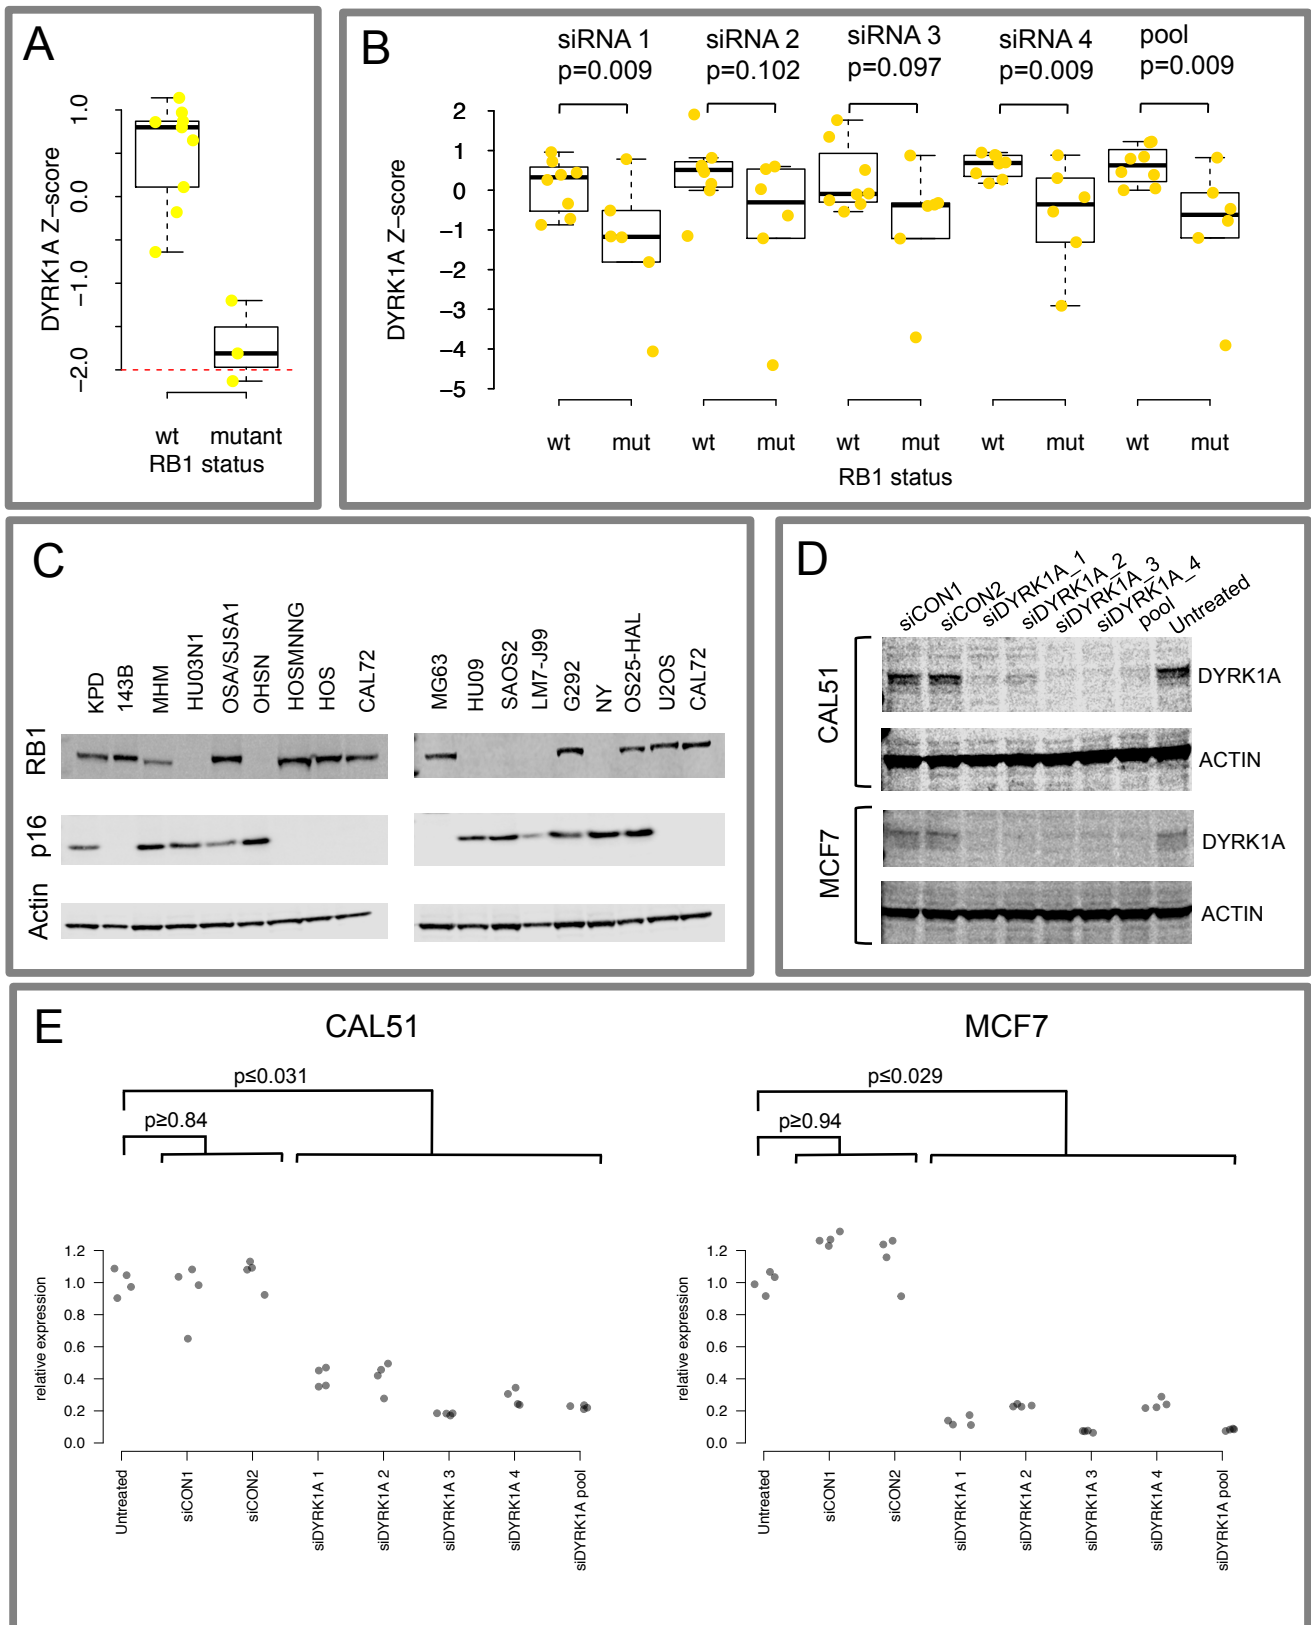 A
DYRK1A Z−score
1.0
0.0
−1.0
−2.0
wt mutant
RB1 status
B
siRNA 1 siRNA 2 siRNA 3 siRNA 4 pool
p=0.009 p=0.102 p=0.097 p=0.009 p=0.009
DYRK1A Z−score
2
1
0
−1
−2
−3
−4
−5
wt mut wt mut wt mut wt mut wt mut
RB1 status
C
KPD 143B MHM HU03N1 OSA/SJSA1 OHSN HOSMNNG HOS CAL72
MG63 HU09 SAOS2 LM7-J99 G292 NY OS25-HAL U2OS CAL72
RB1
p16
Actin
D
siCON1 siCON2 siDYRK1A_1 siDYRK1A_2 siDYRK1A_3 siDYRK1A_4 pool Untreated
CAL51
DYRK1A
ACTIN
MCF7
DYRK1A
ACTIN
E
CAL51
p≤0.031
p≥0.84
relative expression
1.2
1.0
0.8
0.6
0.4
0.2
0.0
Untreated siCON1 siCON2 siDYRK1A 1 siDYRK1A 2 siDYRK1A 3 siDYRK1A 4 siDYRK1A pool
MCF7
p≤0.029
p≥0.94
relative expression
1.2
1.0
0.8
0.6
0.4
0.2
0.0
Untreated siCON1 siCON2 siDYRK1A 1 siDYRK1A 2 siDYRK1A 3 siDYRK1A 4 siDYRK1A pool